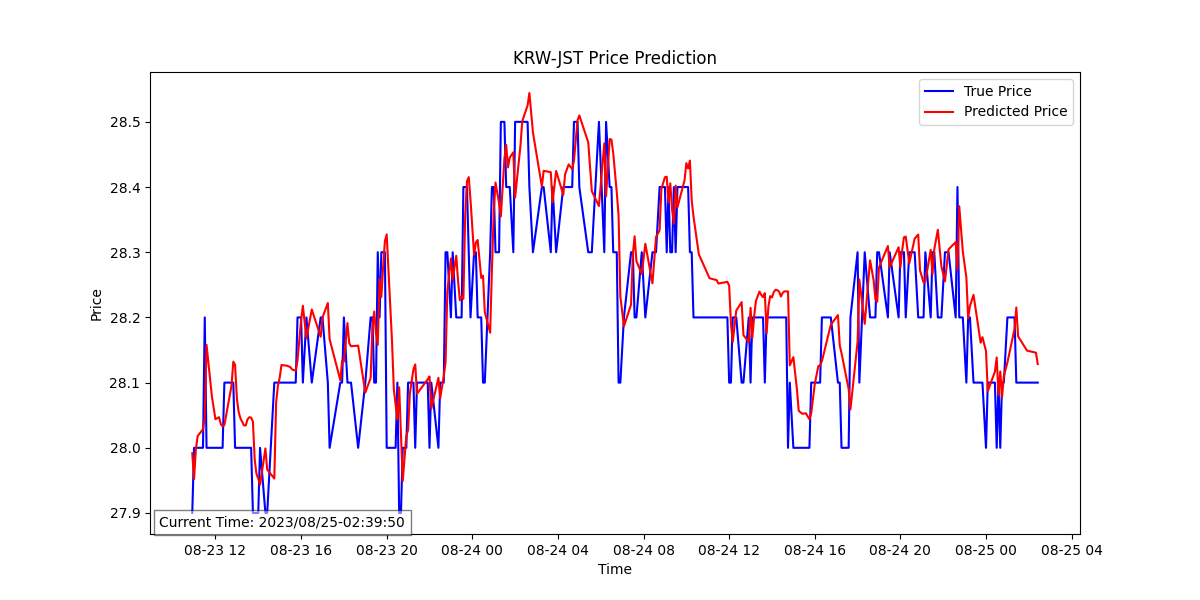 KRW-JST Price Prediction
True Price
Predicted Price
Price
28.5
28.4
28.3
28.2
28.1
28.0
27.9
Current Time: 2023/08/25-02:39:50
08-23 12 08-23 16 08-23 20 08-24 00 08-24 04 08-24 08 08-24 12 08-24 16 08-24 20 08-25 00 08-25 04
Time